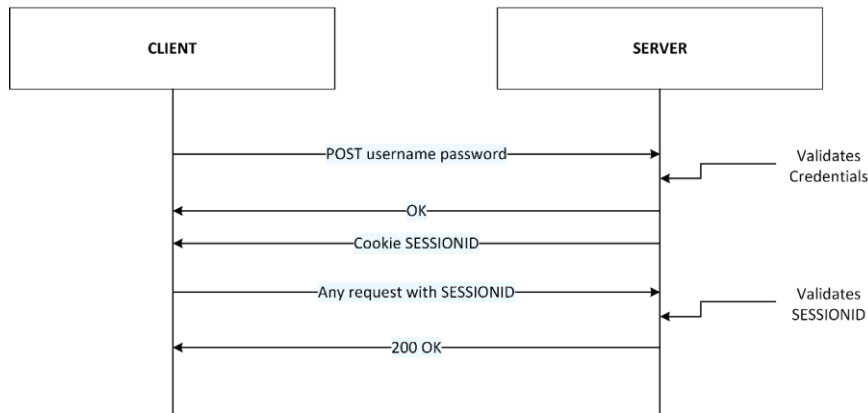 CLIENT
SERVER
POST username password
Validates
Credentials
OK
Cookie SESSIONID
Any request with SESSIONID
Validates
SESSIONID
200 OK